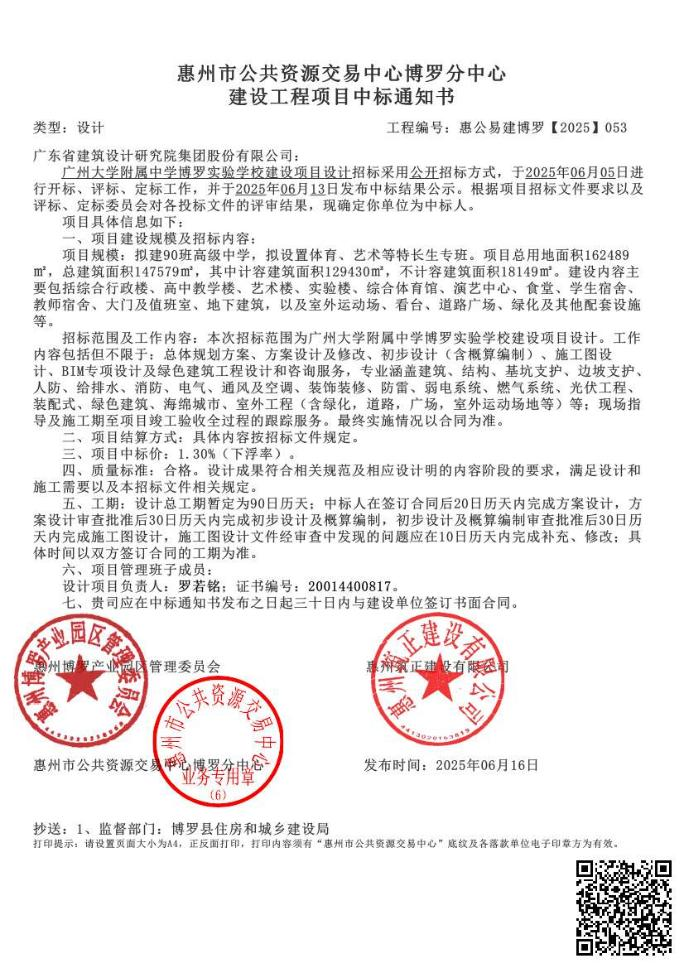 惠州市公共资源交易中心博罗分中心
建设工程项目中标通知书
类型：设计 工程编号：惠公易建博罗【2025】053
广东省建筑设计研究院集团股份有限公司：
广州大学附属中学博罗实验学校建设项目设计招标采用公开招标方式，于2025年06月05日进
行开标、评标、定标工作，并于2025年06月13日发布中标结果公示。根据项目招标文件要求以及
评标、定标委员会对各投标文件的评审结果，现确定你单位为中标人。
项目具体信息如下：
一、项目建设规模及招标内容：
项目规模：拟建90班高级中学，拟设置体育、艺术等特长生专班。项目总用地面积162489
㎡，总建筑面积147579㎡，其中计容建筑面积129430㎡，不计容建筑面积18149㎡。建设内容主
要包括综合行政楼、高中教学楼、艺术楼、实验楼、综合体育馆、演艺中心、食堂、学生宿舍、
教师宿舍、大门及值班室、地下建筑，以及室外运动场、看台、道路广场、绿化及其他配套设施
等。
招标范围及工作内容：本次招标范围为广州大学附属中学博罗实验学校建设项目设计。工作
内容包括但不限于：总体规划方案、方案设计及修改、初步设计（含概算编制）、施工图设
计、BIM专项设计及绿色建筑工程设计和咨询服务，专业涵盖建筑、结构、基坑支护、边坡支护、
人防、给排水、消防、电气、通风及空调、装饰装修、防雷、弱电系统、燃气系统、光伏工程、
装配式、绿色建筑、海绵城市、室外工程（含绿化，道路，广场，室外运动场地等）等；现场指
导及施工期至项目竣工验收全过程的跟踪服务。最终实施情况以合同为准。
二、项目结算方式：具体内容按招标文件规定。
三、项目中标价：1.30%（下浮率）。
四、质量标准：合格。设计成果符合相关规范及相应设计明的内容阶段的要求，满足设计和
施工需要以及本招标文件相关规定。
五、工期：设计总工期暂定为90日历天；中标人在签订合同后20日历天内完成方案设计，方
案设计审查批准后30日历天内完成初步设计及概算编制，初步设计及概算编制审查批准后30日历
天内完成施工图设计，施工图设计文件经审查中发现的问题应在10日历天内完成补充、修改；具
体时间以双方签订合同的工期为准。
六、项目管理班子成员：
设计项目负责人：罗若铭；证书编号：20014400817。
七、贵司应在中标通知书发布之日起三十日内与建设单位签订书面合同。
惠州博罗产业园区管理委员会 惠州筑正建设有限公司
惠州博罗产业园区管理委员会
惠州筑正建设有限公司
惠州市公共资源交易中心
业务专用章
（6）
惠州市公共资源交易中心博罗分中心 发布时间：2025年06月16日
抄送：1、监督部门：博罗县住房和城乡建设局
打印提示：请设置页面大小为A4，正反面打印，打印内容须有“惠州市公共资源交易中心”底纹及各落款单位电子印章方为有效。